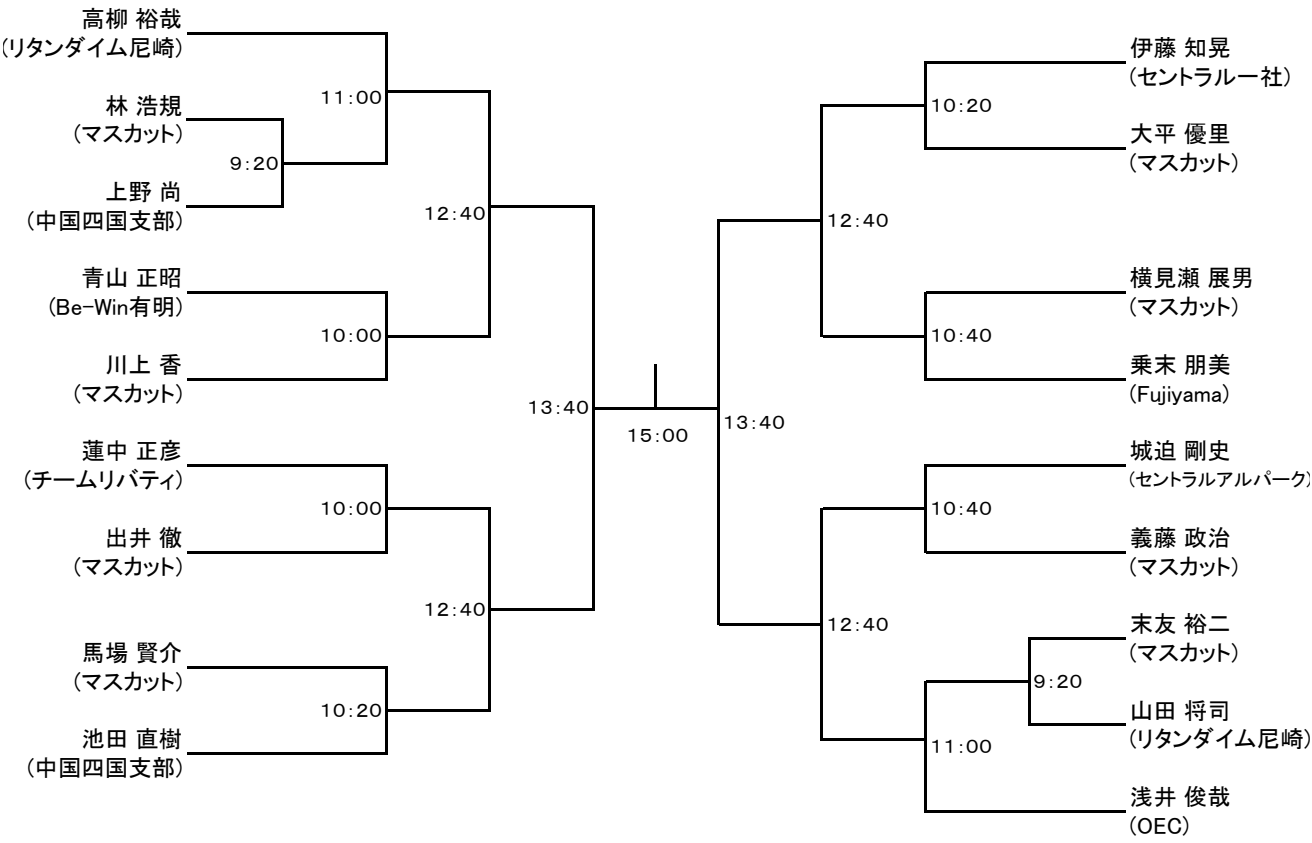 高柳 裕哉
(リタンダイム尼崎)
11:00
林 浩規
(マスカット)
9:20
上野 尚
(中国四国支部)
12:40
青山 正昭
(Be-Win有明)
10:00
川上 香
(マスカット)
13:40
蓮中 正彦
(チームリバティ)
10:00
出井 徹
(マスカット)
12:40
馬場 賢介
(マスカット)
10:20
池田 直樹
(中国四国支部)
15:00
伊藤 知晃
(セントラル一社)
10:20
大平 優里
(マスカット)
12:40
横見瀬 展男
(マスカット)
10:40
乗末 朋美
(Fujiyama)
13:40
城迫 剛史
(セントラルアルパーク)
10:40
義藤 政治
(マスカット)
12:40
末友 裕二
(マスカット)
9:20
山田 将司
(リタンダイム尼崎)
11:00
浅井 俊哉
(OEC)